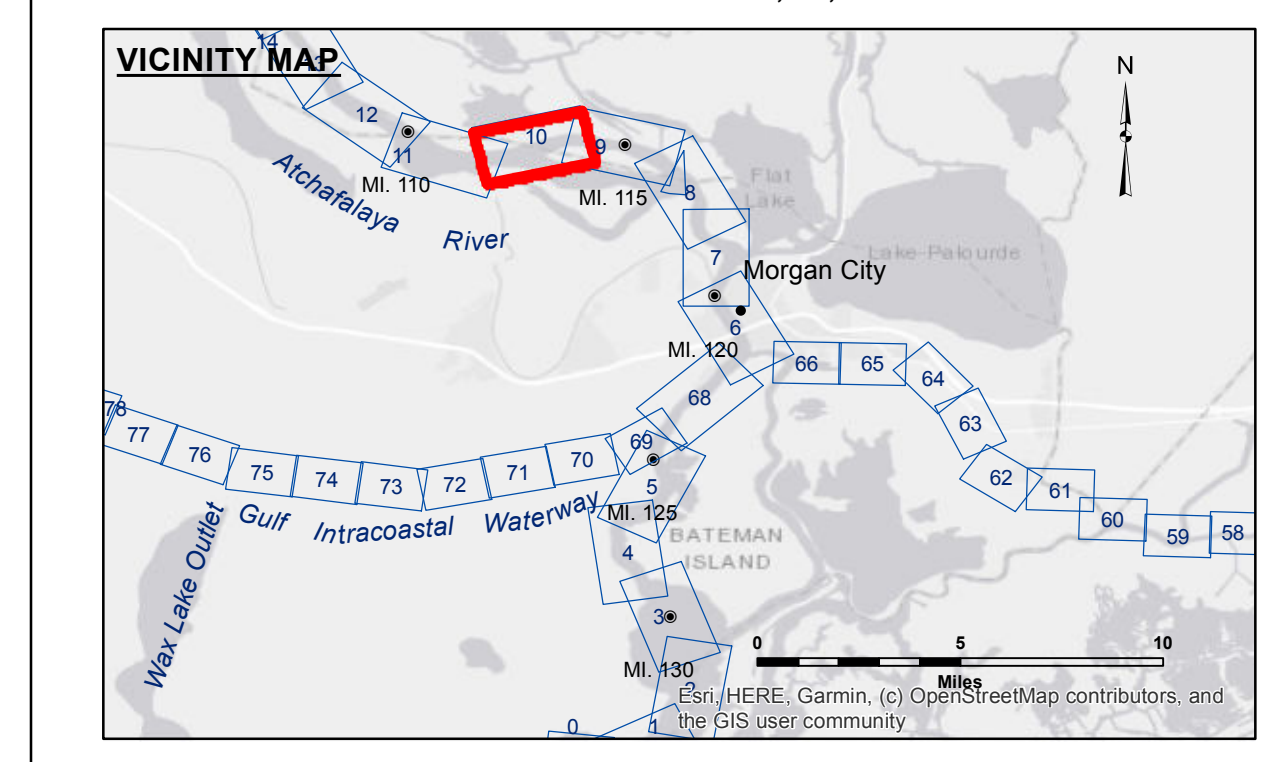 VICINITY MAP
14
13
12
10
9
11
N
MI. 110
MI. 115
8
Flat
Lake
Atchafalaya
River
7
Lake Palourde
Morgan City
6
MI. 120
66
65
64
68
63
78
77
76
75
74
73
72
71
70
69
5
62
61
60
59
58
Gulf
Intracoastal
Waterway
MI. 125
BATEMAN
ISLAND
4
Wax Lake Outlet
3
0
5
10
Miles
MI. 130
2
1
0
Esri, HERE, Garmin, (c) OpenStreetMap contributors, and
the GIS user community